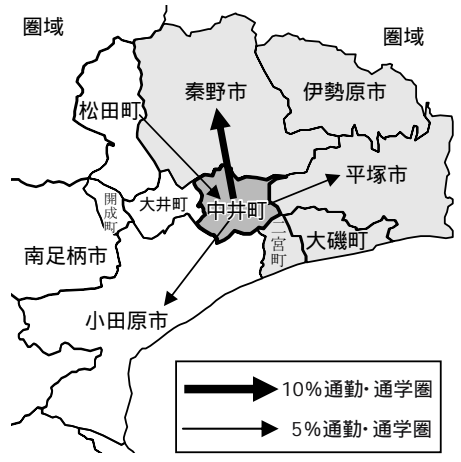 圏域
圏域
秦野市
伊勢原市
松田町
平塚市
開成町
大井町
中井町
二宮町
大磯町
南足柄市
小田原市
10%通勤・通学圏
5%通勤・通学圏